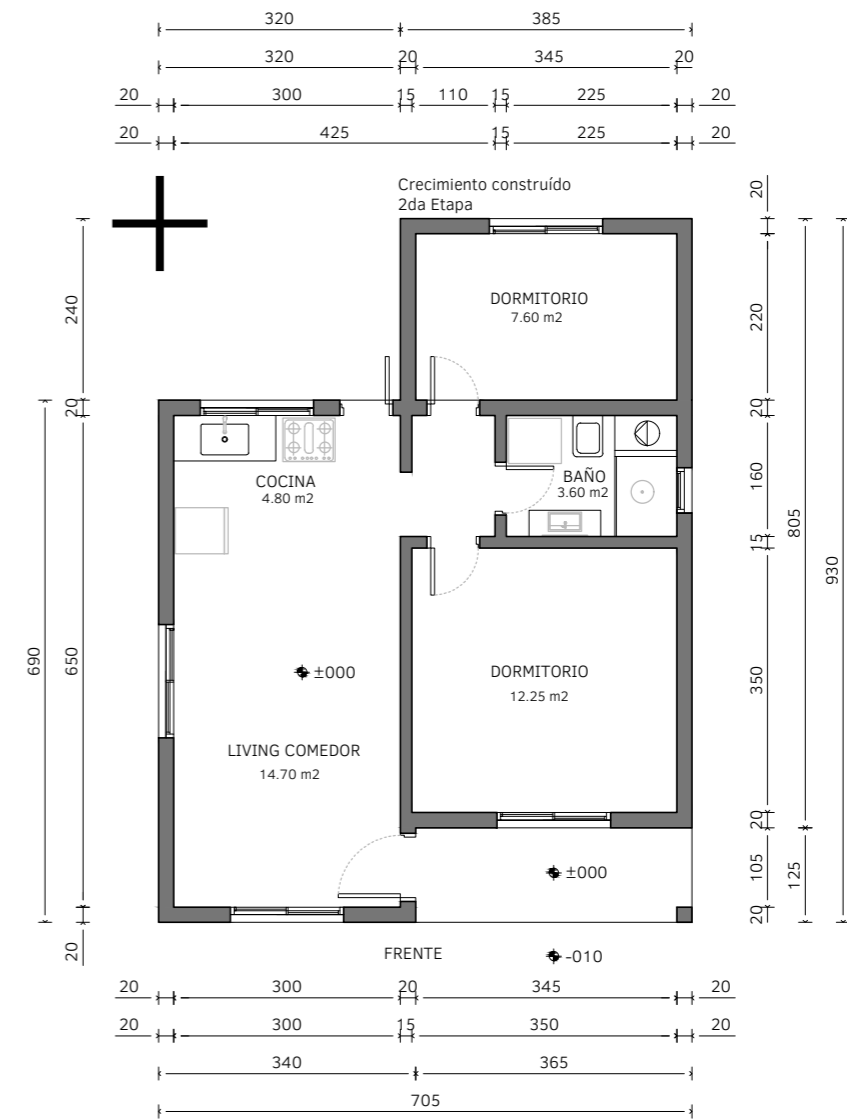 320 385
320 20 345 20
20 300 15 110 15 225 20
20 425 15 225 20
Crecimiento construído
2da Etapa
20
240
220
DORMITORIO
7.60 m2
20
20
160
COCINA
4.80 m2
BAÑO
3.60 m2
805
15
930
690
650
±000
DORMITORIO
12.25 m2
350
LIVING COMEDOR
14.70 m2
20
±000
105
125
20
20
FRENTE
-010
20 300 20 345 20
20 300 15 350 20
340 365
705